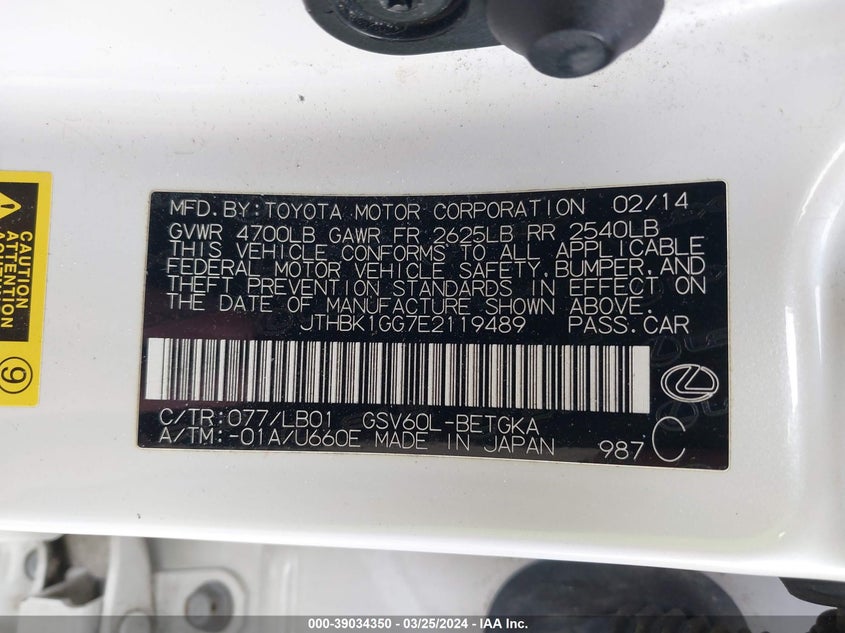 MFD.BY:TOYOTA MOTOR CORPORATION 02/14
GVWR 4700LB GAWR FR 2625LB RR 2540LB
THIS VEHICLE CONFORMS TO ALL APPLICABLE
FEDERAL MOTOR VEHICLE SAFETY,BUMPER,AND
THEFT PREVENTION STANDARDS IN EFFECT ON
THE DATE OF MANUFACTURE SHOWN ABOVE.
JTHBK1GG7E2119489 PASS.CAR
C/TR:077/LB01 GSV60L-BETGKA
A/TM:-01A/U660E MADE IN JAPAN 987 C
CAUTION
ATTENTION
9
000-39034350 - 03/25/2024 - IAA Inc.